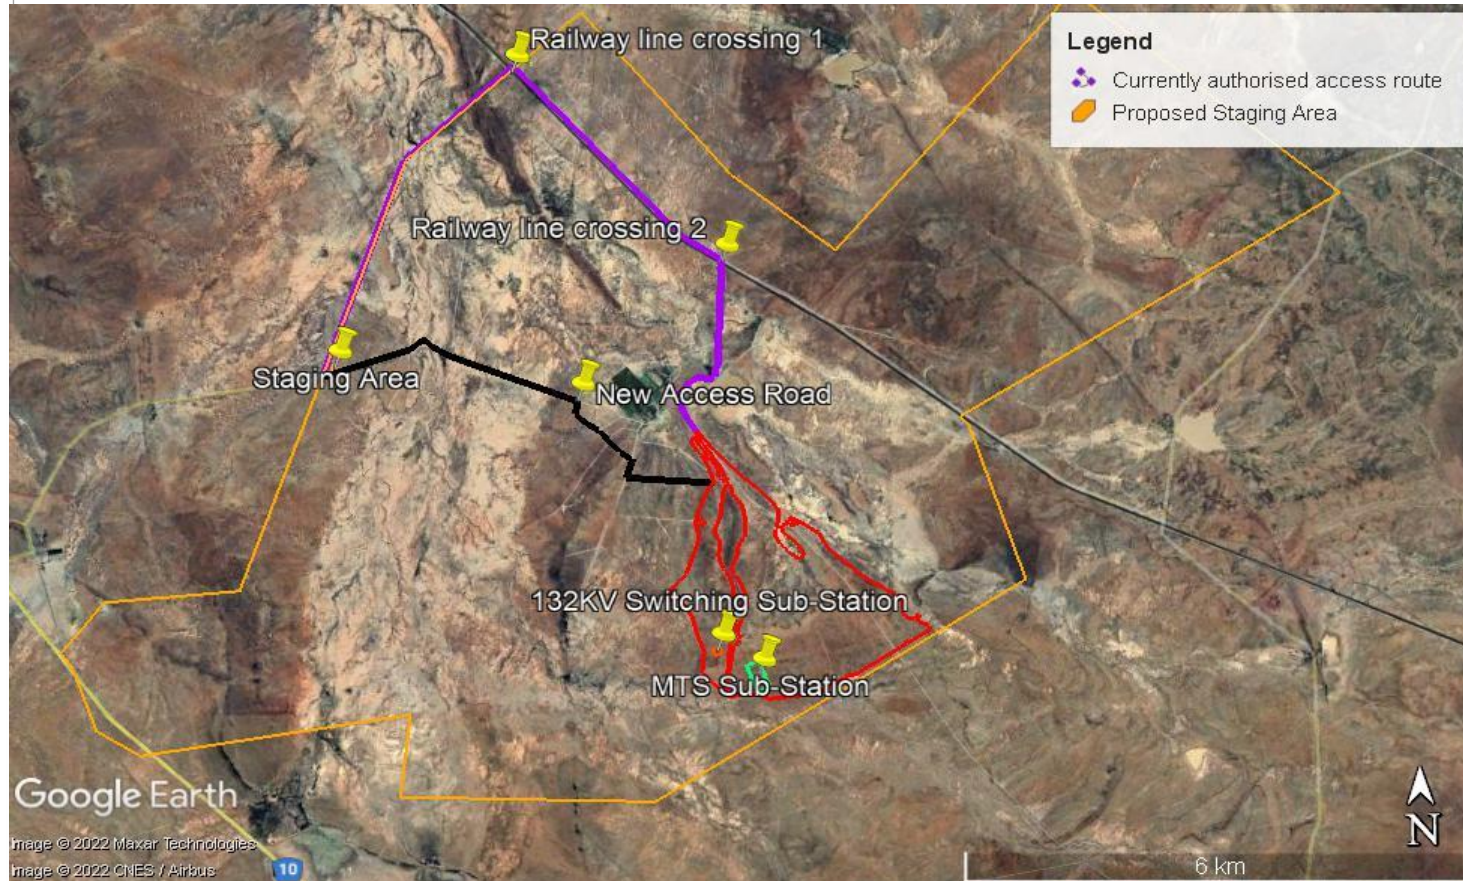 Railway line crossing 1
Legend
Currently authorised access route
Proposed Staging Area
Railway line crossing 2
Staging Area
New Access Road
132KV Switching Sub-Station
MTS Sub-Station
Google Earth
Image © 2022 Maxar Technologies
Image © 2022 CNES / Airbus
10
6 km
N